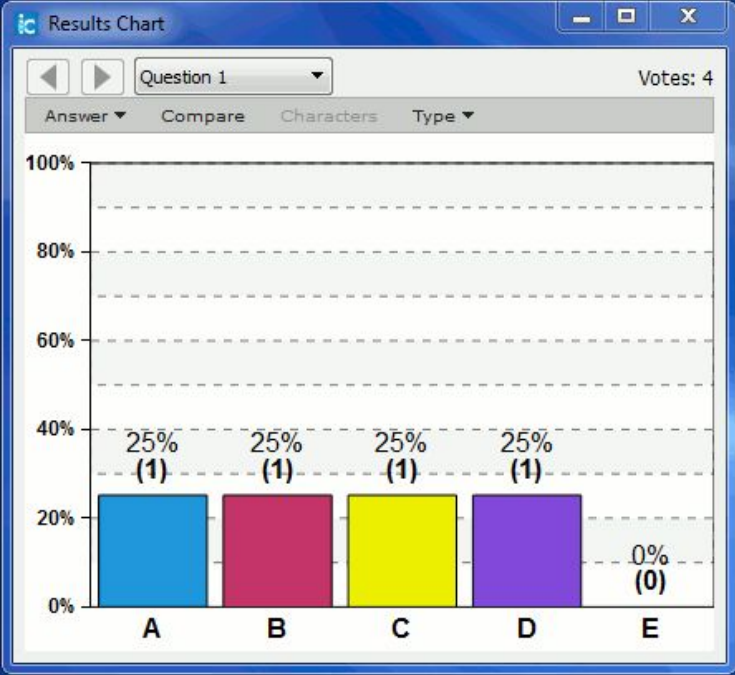 ic Results Chart
Question 1
Votes: 4
Answer Compare Characters Type
100%
80%
60%
40%
20%
0%
25% 25% 25% 25%
(1) (1) (1) (1)
0%
(0)
A B C D E